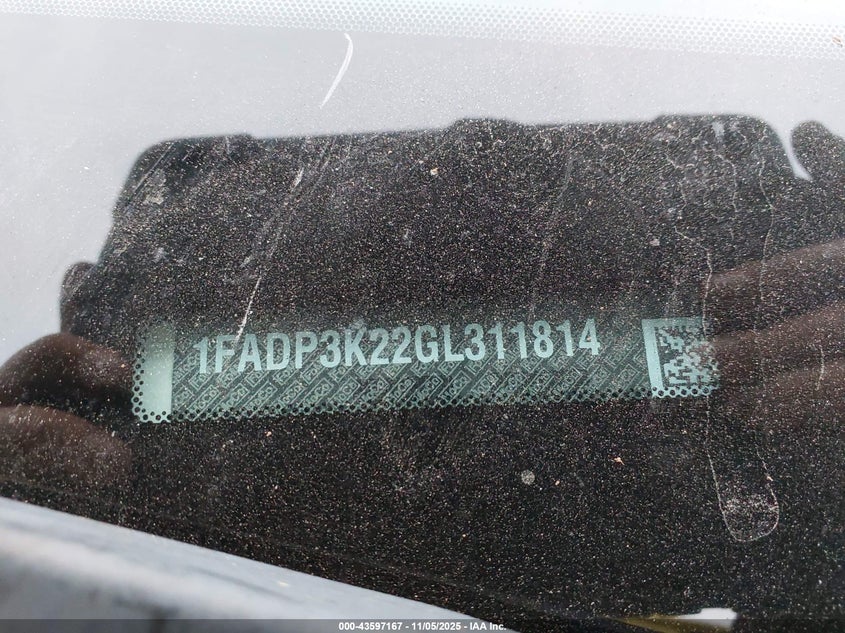 1FADP3K22GL311814
000-43597167 - 11/05/2025 - IAA Inc.